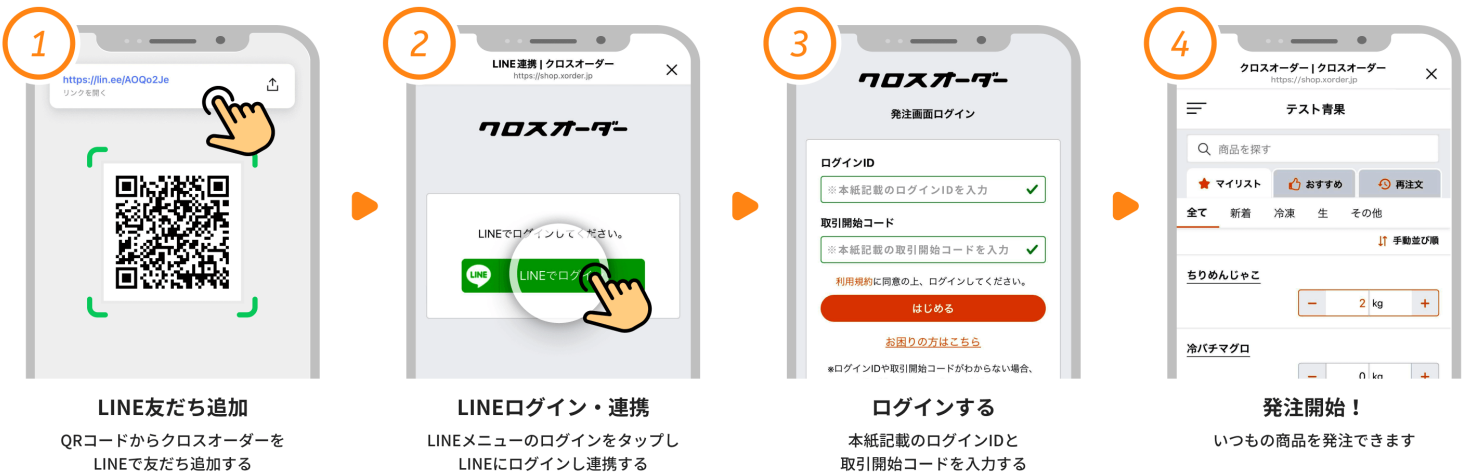 1
https://lin.ee/AOQo2Je
リンクを開く
LINE友だち追加
QRコードからクロスオーダーを
LINEで友だち追加する
2
LINE連携 | クロスオーダー
https://shop.xorder.jp
クロスオーダー
LINEでログインしてください。
LINE LINEでログイン
LINEログイン・連携
LINEメニューのログインをタップし
LINEにログインし連携する
3
クロスオーダー
発注画面ログイン
ログインID
※本紙記載のログインIDを入力
取引開始コード
※本紙記載の取引開始コードを入力
利用規約に同意の上、ログインしてください。
はじめる
お困りの方はこちら
※ログインIDや取引開始コードがわからない場合、
ログインする
本紙記載のログインIDと
取引開始コードを入力する
4
クロスオーダー | クロスオーダー
https://shop.xorder.jp
テスト青果
商品を探す
マイリスト おすすめ 再注文
全て 新着 冷凍 生 その他
手動並び順
ちりめんじゃこ
− 2 kg +
冷バチマグロ
− 0 kg +
発注開始！
いつもの商品を発注できます